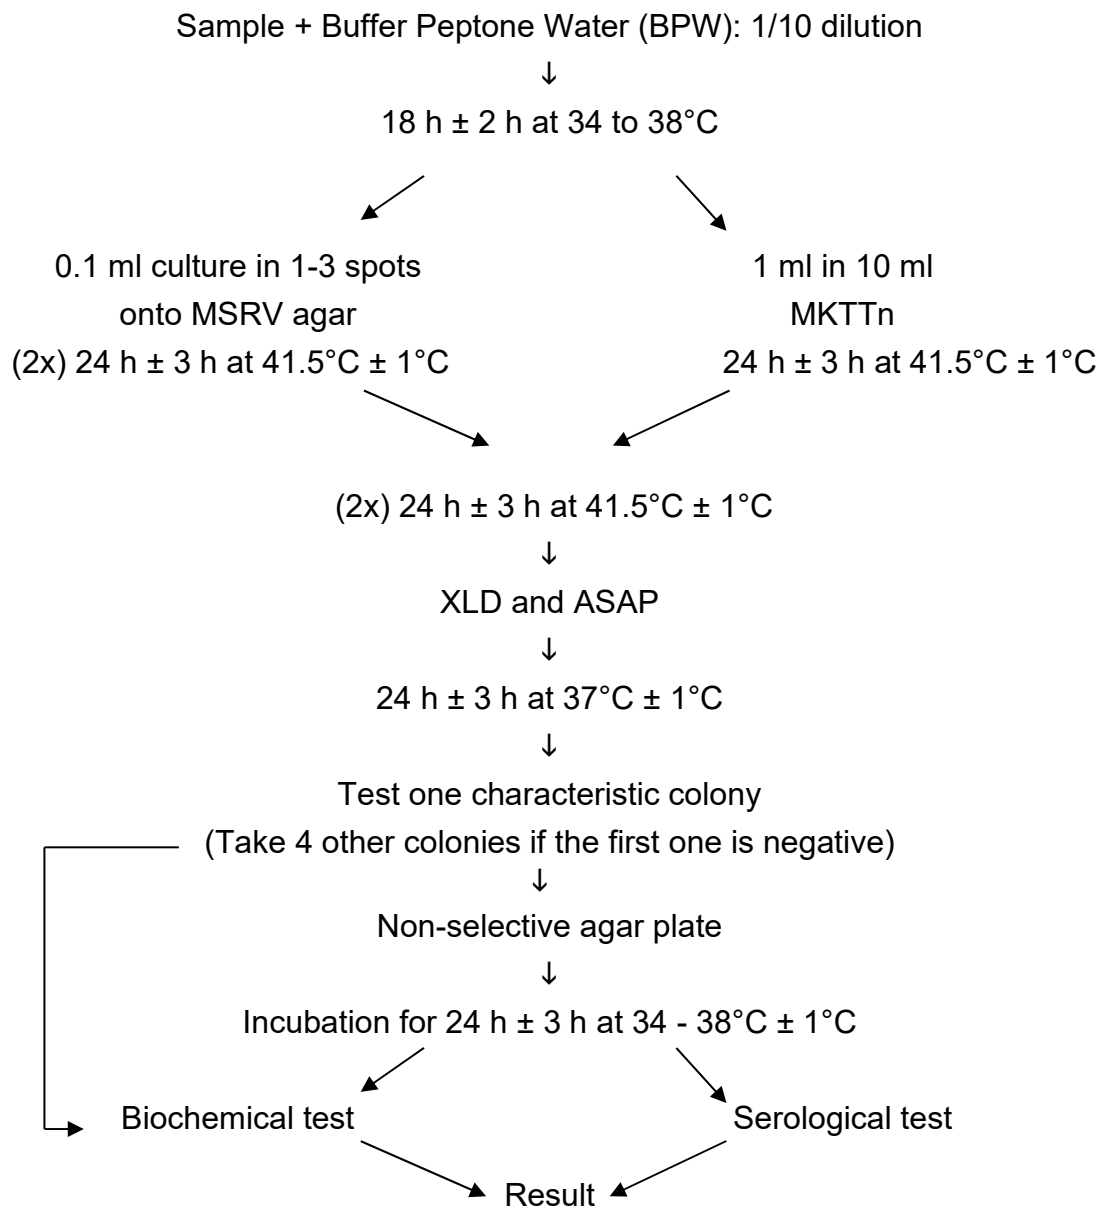 Sample + Buffer Peptone Water (BPW): 1/10 dilution
↓
18 h ± 2 h at 34 to 38°C
0.1 ml culture in 1-3 spots
onto MSRV agar
(2x) 24 h ± 3 h at 41.5°C ± 1°C
1 ml in 10 ml
MKTTn
24 h ± 3 h at 41.5°C ± 1°C
(2x) 24 h ± 3 h at 41.5°C ± 1°C
↓
XLD and ASAP
↓
24 h ± 3 h at 37°C ± 1°C
↓
Test one characteristic colony
(Take 4 other colonies if the first one is negative)
↓
Non-selective agar plate
↓
Incubation for 24 h ± 3 h at 34 - 38°C ± 1°C
Biochemical test
Serological test
Result